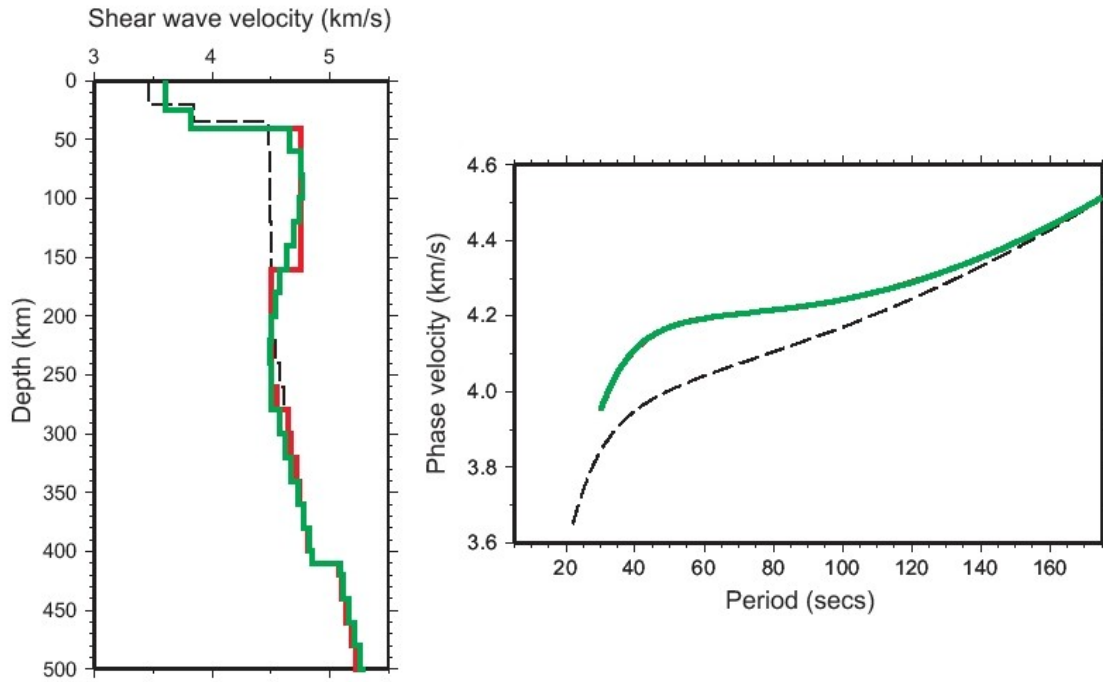 Shear wave velocity (km/s)
3 4 5
0
50
100
150
200
250
300
350
400
450
500
Depth (km)
4.6
4.4
4.2
4.0
3.8
3.6
Phase velocity (km/s)
20 40 60 80 100 120 140 160
Period (secs)